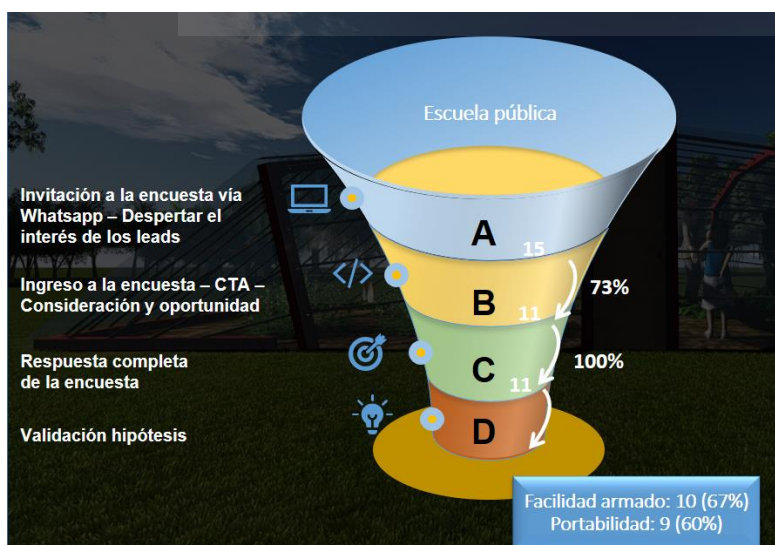 Escuela pública
Invitación a la encuesta vía
Whatsapp – Despertar el
interés de los leads
A
15
Ingreso a la encuesta – CTA –
Consideración y oportunidad
</>
B
11
73%
Respuesta completa
de la encuesta
C
11
100%
Validación hipótesis
D
Facilidad armado: 10 (67%)
Portabilidad: 9 (60%)